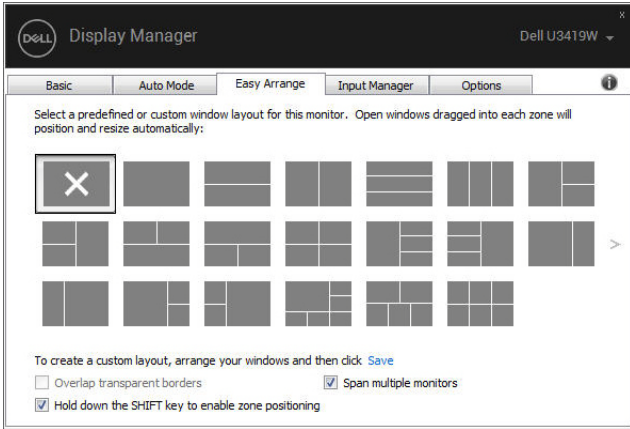 x
DELL Display Manager Dell U3419W
Basic Auto Mode Easy Arrange Input Manager Options i
Select a predefined or custom window layout for this monitor. Open windows dragged into each zone will
position and resize automatically:
>
To create a custom layout, arrange your windows and then click Save
Overlap transparent borders Span multiple monitors
Hold down the SHIFT key to enable zone positioning